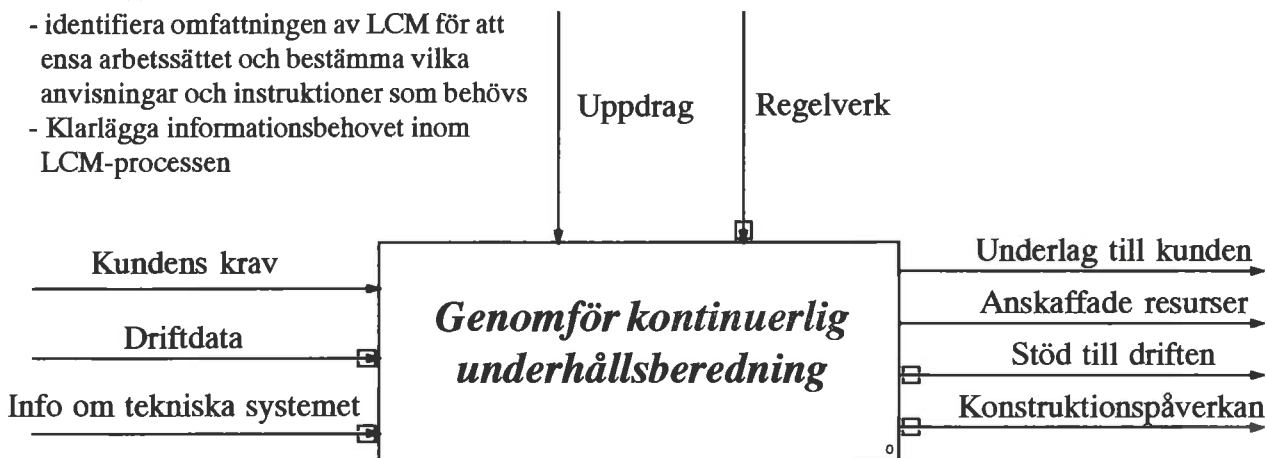 - identifiera omfattningen av LCM för att
ensa arbetssättet och bestämma vilka
anvisningar och instruktioner som behövs
- Klarlägga informationsbehovet inom
LCM-processen
Uppdrag
Regelverk
Kundens krav
Driftdata
Info om tekniska systemet
Genomför kontinuerlig
underhållsberedning
0
Underlag till kunden
Anskaffade resurser
Stöd till driften
Konstruktionspåverkan